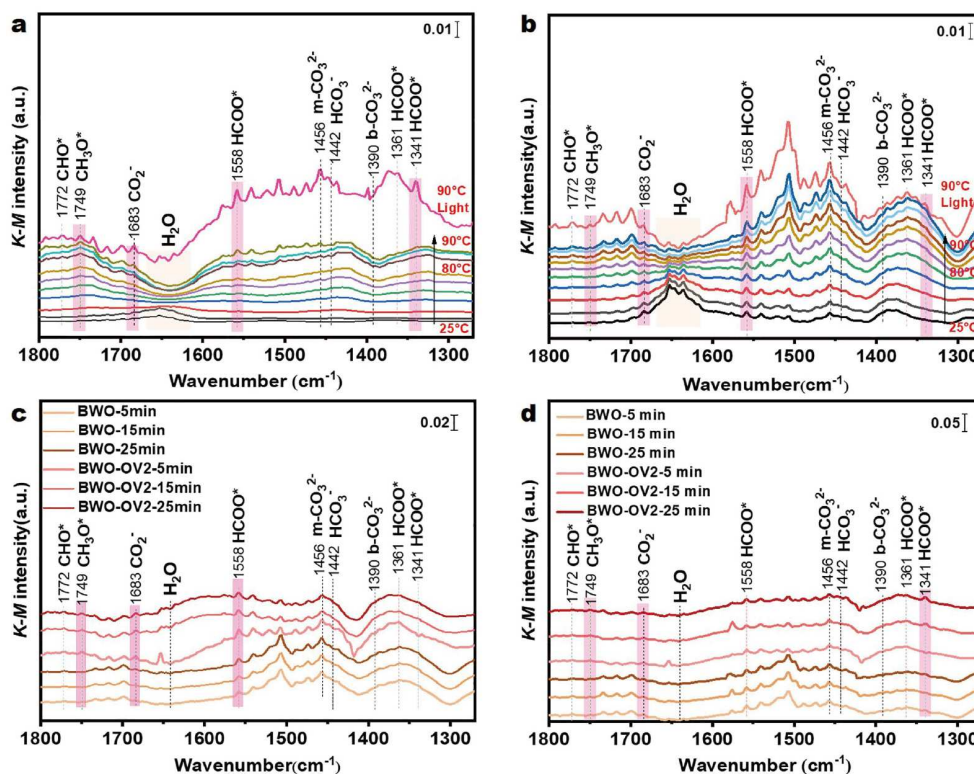 a
0.01
K-M intensity (a.u.)
1772 CHO*
1749 CH₃O*
1683 CO₂⁻
H₂O
1558 HCOO*
1456 m-CO₃²⁻
1442 HCO₃⁻
1390 b-CO₃²⁻
1361 HCOO*
1341 HCOO*
90°C
Light
90°C
80°C
25°C
1800 1700 1600 1500 1400 1300
Wavenumber (cm⁻¹)
b
0.01
K-M intensity (a.u.)
1772 CHO*
1749 CH₃O*
1683 CO₂⁻
H₂O
1558 HCOO*
1456 m-CO₃²⁻
1442 HCO₃⁻
1390 b-CO₃²⁻
1361 HCOO*
1341 HCOO*
90°C
Light
90°C
80°C
25°C
1800 1700 1600 1500 1400 1300
Wavenumber (cm⁻¹)
c
BWO-5min
BWO-15min
BWO-25min
BWO-OV2-5min
BWO-OV2-15min
BWO-OV2-25min
0.02
K-M intensity(a.u.)
1772 CHO*
1749 CH₃O*
1683 CO₂⁻
H₂O
1558 HCOO*
1456 m-CO₃²⁻
1442 HCO₃⁻
1390 b-CO₃²⁻
1361 HCOO*
1341 HCOO*
1800 1700 1600 1500 1400 1300
Wavenumber(cm⁻¹)
d
BWO-5 min
BWO-15 min
BWO-25 min
BWO-OV2-5 min
BWO-OV2-15 min
BWO-OV2-25 min
0.05
K-M intensity(a.u.)
1772 CHO*
1749 CH₃O*
1683 CO₂⁻
H₂O
1558 HCOO*
1456 m-CO₃²⁻
1442 HCO₃⁻
1390 b-CO₃²⁻
1361 HCOO*
1341 HCOO*
1800 1700 1600 1500 1400 1300
Wavenumber (cm⁻¹)